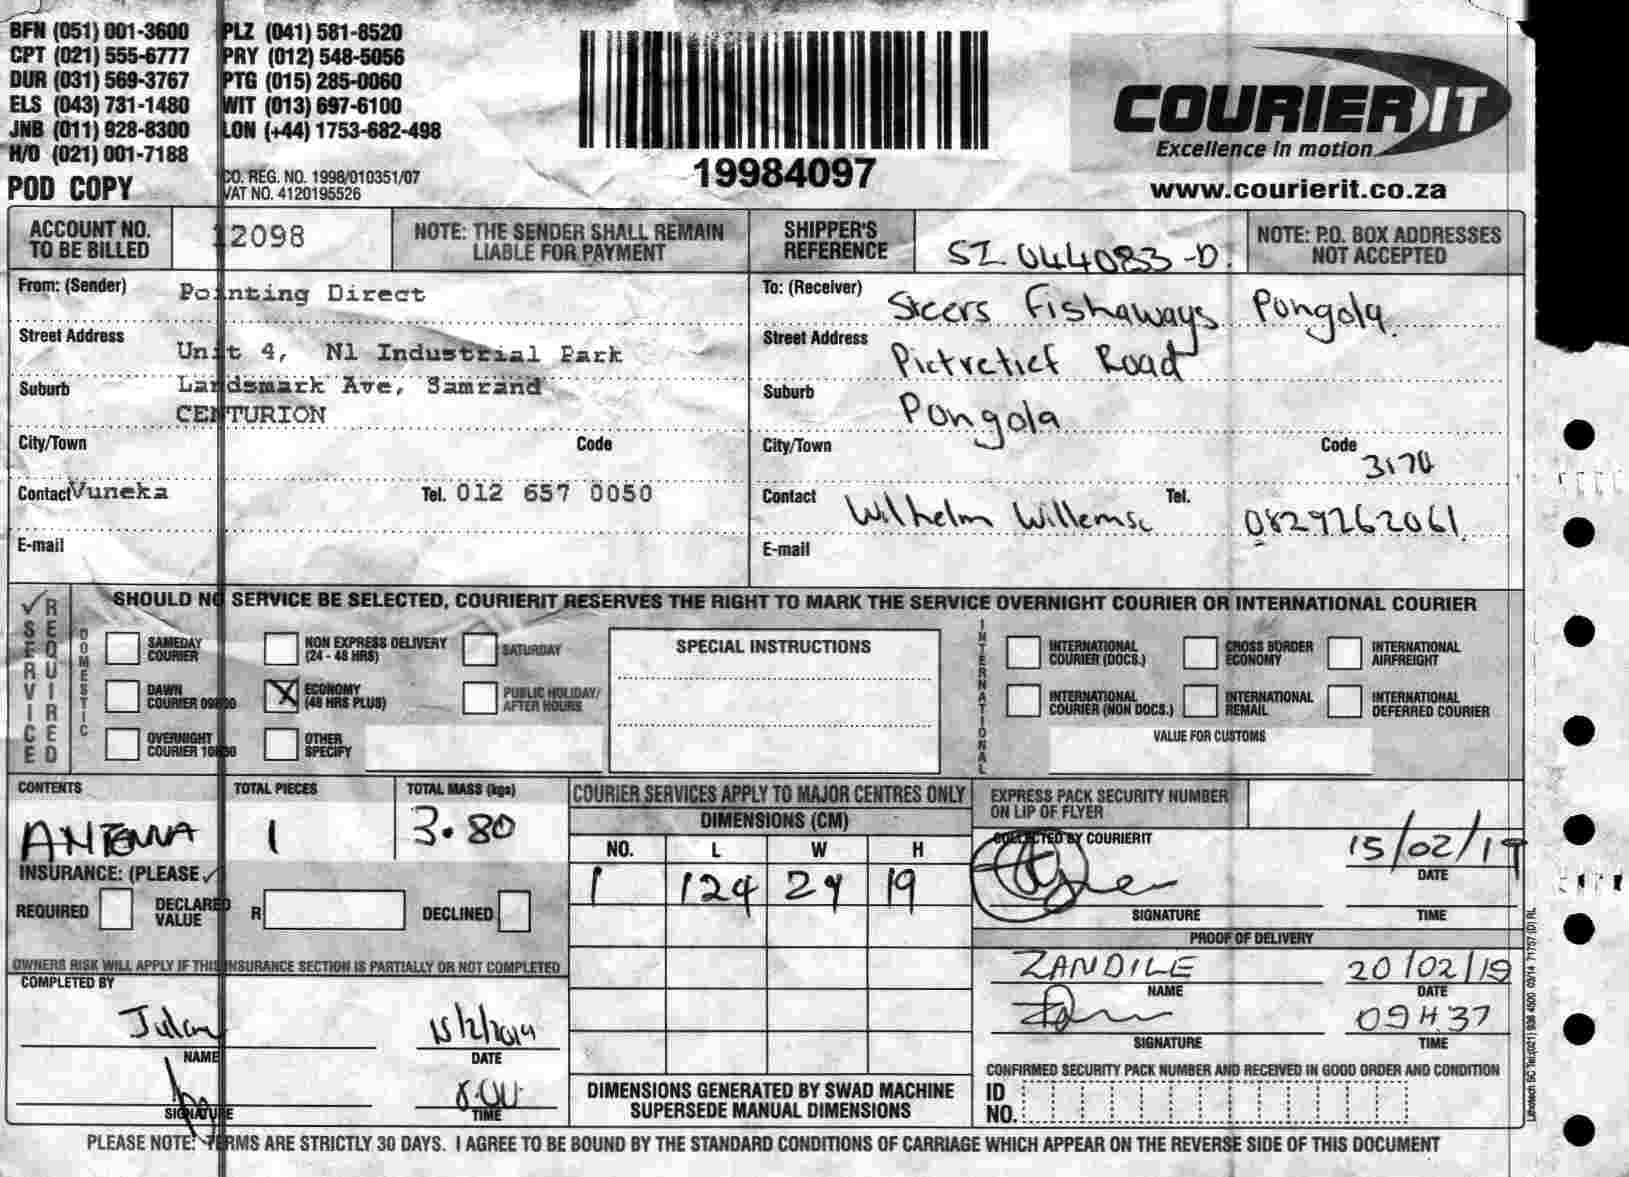 BFN (051) 001-3600 PLZ (041) 581-8520
CPT (021) 555-6777 PRY (012) 548-5056
DUR (031) 569-3767 PTG (015) 285-0060
ELS (043) 731-1480 WIT (013) 697-6100
JNB (011) 928-8300 LON (+44) 1753-682-498
H/O (021) 001-7188
POD COPY
CO. REG. NO. 1998/010351/07
VAT NO. 4120195526
19984097
COURIER IT
Excellence in motion
www.courierit.co.za
ACCOUNT NO. TO BE BILLED
12098
NOTE: THE SENDER SHALL REMAIN LIABLE FOR PAYMENT
SHIPPER'S REFERENCE
SI 044083-D.
NOTE: P.O. BOX ADDRESSES NOT ACCEPTED
From: (Sender) Pointing Direct
Street Address Unit 4, N1 Industrial Park
Suburb Landsmark Ave, Samrand
CENTURION
City/Town Code
Contact Vuneka Tel. 012 657 0050
E-mail
To: (Receiver) Steers Fishaways Pongola
Street Address Pietretief Road
Suburb Pongola
City/Town Code 3170
Contact Wilhelm Willemse Tel. 0829262061
E-mail
SERVICE REQUIRED
SHOULD NO SERVICE BE SELECTED, COURIERIT RESERVES THE RIGHT TO MARK THE SERVICE OVERNIGHT COURIER OR INTERNATIONAL COURIER
DOMESTIC
SAMEDAY COURIER
NON EXPRESS DELIVERY (24 - 48 HRS)
SATURDAY
DAWN COURIER 09h00
X ECONOMY (48 HRS PLUS)
PUBLIC HOLIDAY/ AFTER HOURS
OVERNIGHT COURIER 10h30
OTHER SPECIFY
SPECIAL INSTRUCTIONS
INTERNATIONAL
INTERNATIONAL COURIER (DOCS.)
CROSS BORDER ECONOMY
INTERNATIONAL AIRFREIGHT
INTERNATIONAL COURIER (NON DOCS.)
INTERNATIONAL REMAIL
INTERNATIONAL DEFERRED COURIER
VALUE FOR CUSTOMS
CONTENTS TOTAL PIECES TOTAL MASS (kgs)
ANTENNA 1 3.80
INSURANCE: (PLEASE ✓
REQUIRED DECLARED VALUE R DECLINED
OWNERS RISK WILL APPLY IF THIS INSURANCE SECTION IS PARTIALLY OR NOT COMPLETED
COMPLETED BY
15/2/2019
NAME DATE
8.00
SIGNATURE TIME
COURIER SERVICES APPLY TO MAJOR CENTRES ONLY
DIMENSIONS (CM)
NO. L W H
1 124 24 19
DIMENSIONS GENERATED BY SWAD MACHINE
SUPERSEDE MANUAL DIMENSIONS
EXPRESS PACK SECURITY NUMBER ON LIP OF FLYER
COLLECTED BY COURIERIT
15/02/19
DATE
SIGNATURE TIME
PROOF OF DELIVERY
ZANDILE 20/02/19
NAME DATE
09H37
SIGNATURE TIME
CONFIRMED SECURITY PACK NUMBER AND RECEIVED IN GOOD ORDER AND CONDITION
ID NO.
PLEASE NOTE: TERMS ARE STRICTLY 30 DAYS. I AGREE TO BE BOUND BY THE STANDARD CONDITIONS OF CARRIAGE WHICH APPEAR ON THE REVERSE SIDE OF THIS DOCUMENT